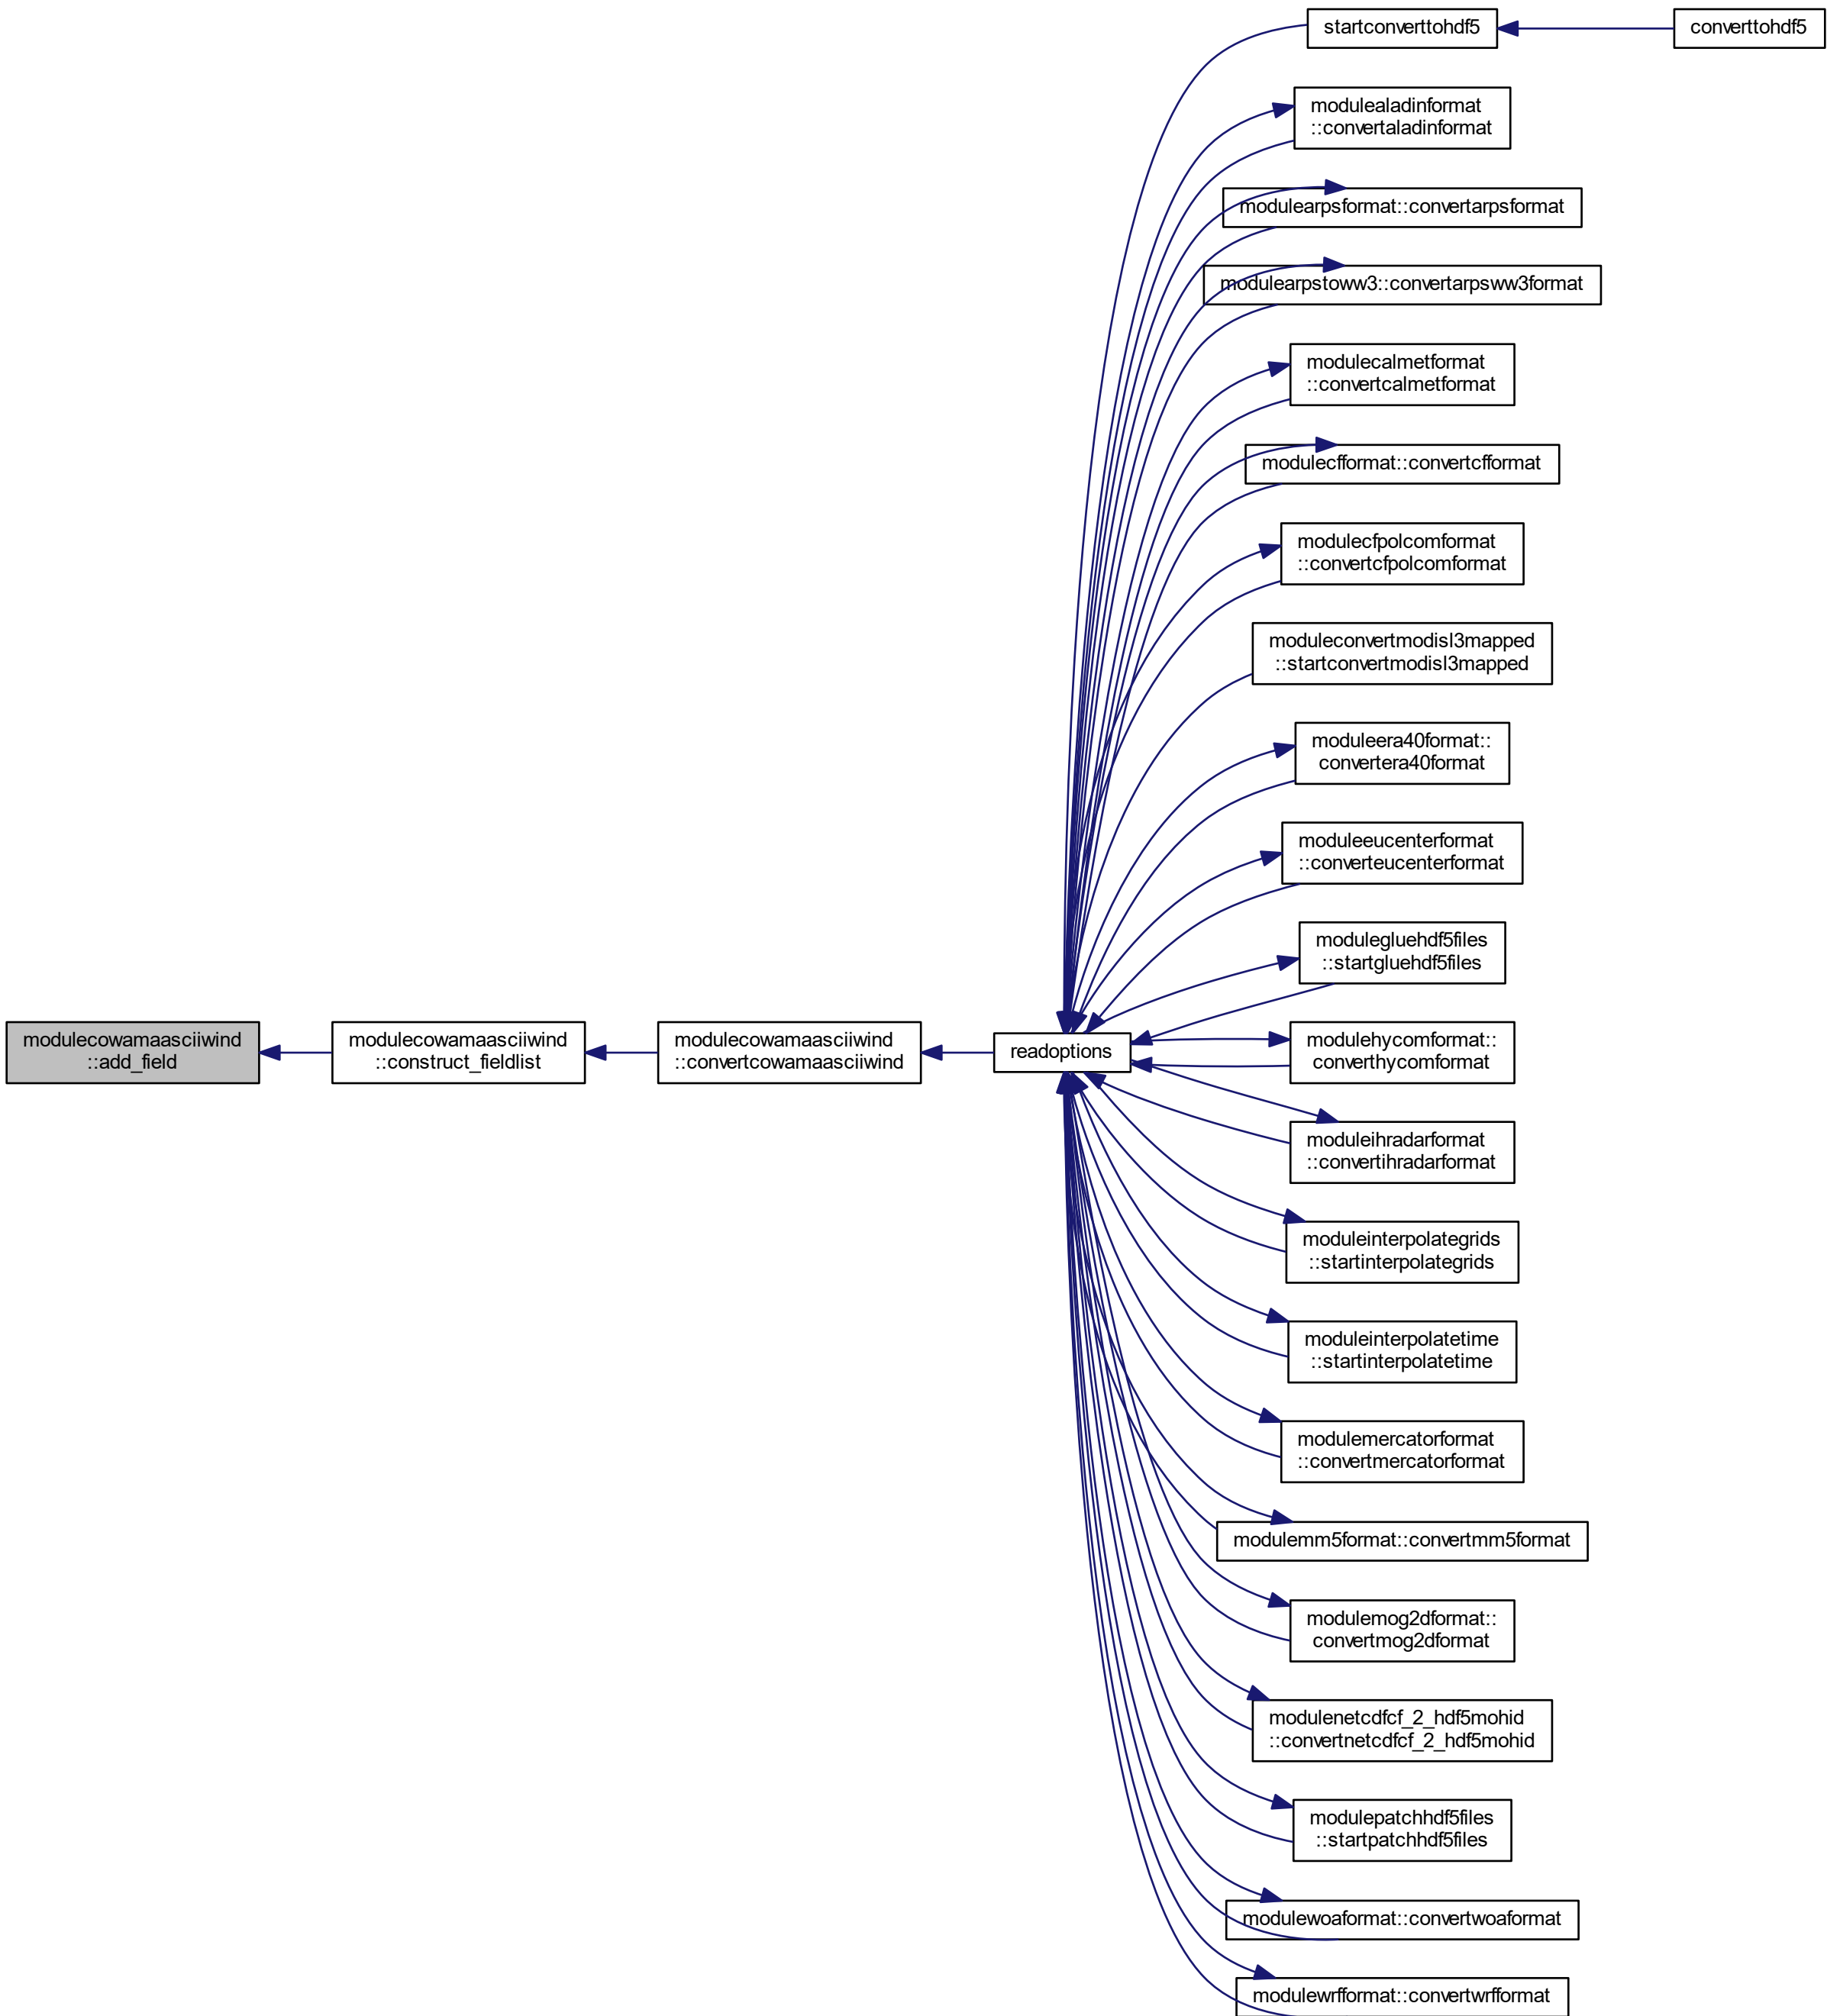 startconverttohdf5
converttohdf5
modulealadinformat
::convertaladinformat
modulearpsformat::convertarpsformat
modulearpstoww3::convertarpsww3format
modulecalmetformat
::convertcalmetformat
modulecfformat::convertcfformat
modulecfpolcomformat
::convertcfpolcomformat
moduleconvertmodisl3mapped
::startconvertmodisl3mapped
moduleera40format::
convertera40format
moduleeucenterformat
::converteucenterformat
modulegluehdf5files
::startgluehdf5files
modulecowamaasciiwind
::add_field
modulecowamaasciiwind
::construct_fieldlist
modulecowamaasciiwind
::convertcowamaasciiwind
readoptions
modulehycomformat::
converthycomformat
moduleihradarformat
::convertihradarformat
moduleinterpolategrids
::startinterpolategrids
moduleinterpolatetime
::startinterpolatetime
modulemercatorformat
::convertmercatorformat
modulemm5format::convertmm5format
modulemog2dformat::
convertmog2dformat
modulenetcdfcf_2_hdf5mohid
::convertnetcdfcf_2_hdf5mohid
modulepatchhdf5files
::startpatchhdf5files
modulewoaformat::convertwoaformat
modulewrfformat::convertwrfformat